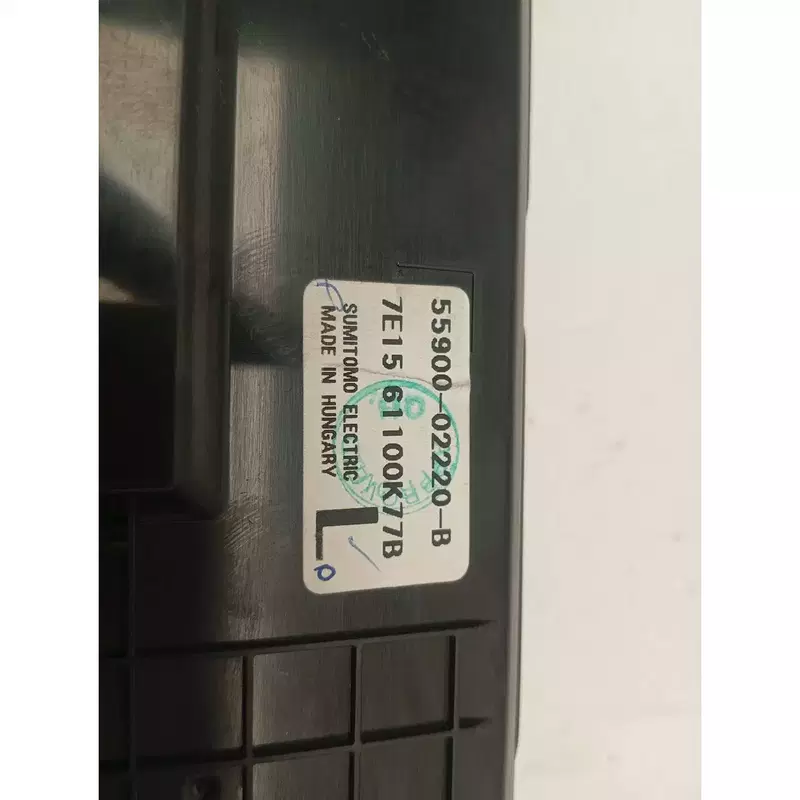 55900-02220-B
7E15 61100K77B
SUMITOMO ELECTRIC
MADE IN HUNGARY
L